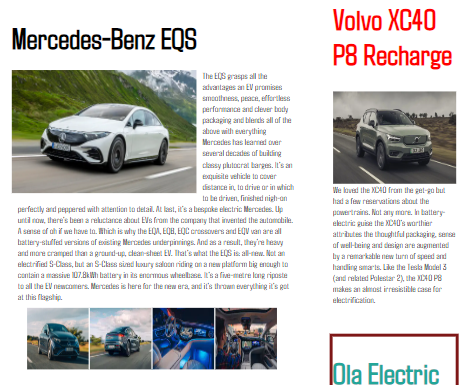 Mercedes-Benz EQS
The EQS grasps all the
advantages an EV promises
smoothness, peace, effortless
performance and clever body
packaging and blends all of the
above with everything
Mercedes has learned over
several decades of building
classy plutocrat barges. It's an
exquisite vehicle to cover
distance in, to drive or in which
to be driven, finished nigh-on
perfectly and peppered with attention to detail. At last, it's a bespoke electric Mercedes. Up
until now, there's been a reluctance about EVs from the company that invented the automobile.
A sense of oh if we have to. Which is why the EQA, EQB, EQC crossovers and EQV van are all
battery-stuffed versions of existing Mercedes underpinnings. And as a result, they're heavy
and more cramped than a ground-up, clean-sheet EV. That's what the EQS is all-new. Not an
electrified S-Class, but an S-Class sized luxury saloon riding on a new platform big enough to
contain a massive 107.8kWh battery in its enormous wheelbase. It's a five-metre long riposte
to all the EV newcomers. Mercedes is here for the new era, and it's thrown everything it's got
at this flagship.
Volvo XC40
P8 Recharge
We loved the XC40 from the get-go but
had a few reservations about the
powertrains. Not any more. In battery-
electric guise the XC40's worthier
attributes the thoughtful packaging, sense
of well-being and design are augmented
by a remarkable new turn of speed and
handling smarts. Like the Tesla Model 3
(and related Polestar 2), the XC40 P8
makes an almost irresistible case for
electrification.
Ola Electric